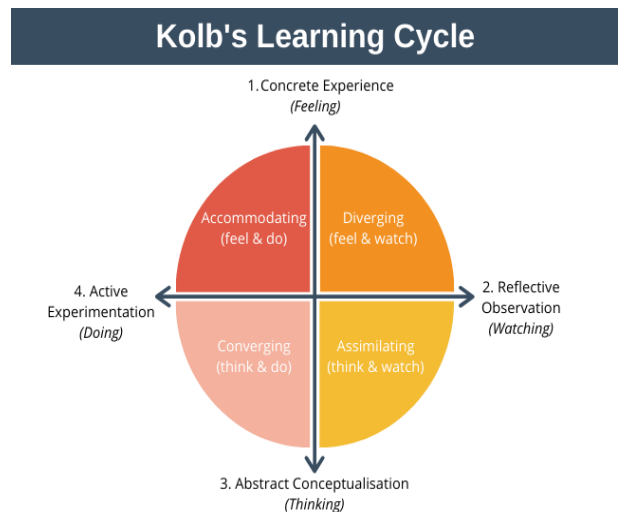 Kolb's Learning Cycle
1.Concrete Experience
(Feeling)
Accommodating
(feel & do)
Diverging
(feel & watch)
4. Active
Experimentation
(Doing)
2. Reflective
Observation
(Watching)
Converging
(think & do)
Assimilating
(think & watch)
3. Abstract Conceptualisation
(Thinking)